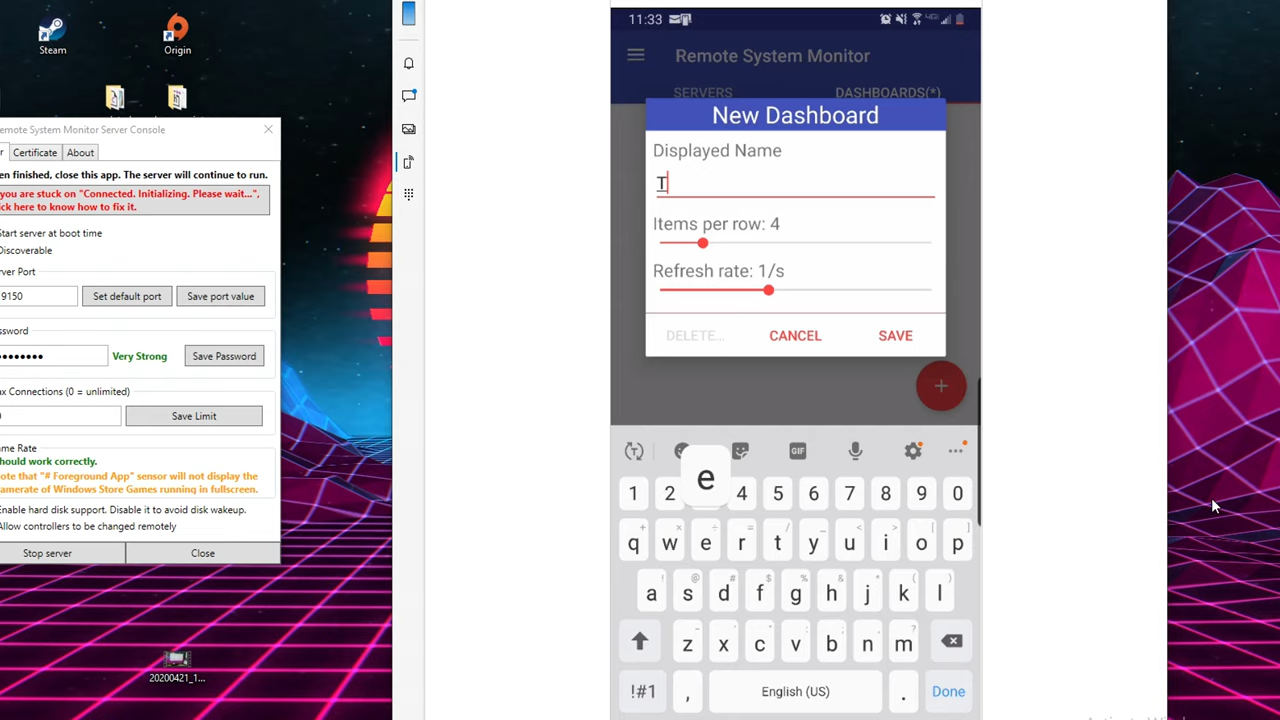 Steam
Origin
emote System Monitor Server Console
r
Certificate
About
en finished, close this app. The server will continue to run.
you are stuck on "Connected. Initializing. Please wait...",
ick here to know how to fix it.
Start server at boot time
Discoverable
rver Port
9150
Set default port
Save port value
ssword
••••••••
Very Strong
Save Password
ax Connections (0 = unlimited)
0
Save Limit
ame Rate
hould work correctly.
ote that "# Foreground App" sensor will not display the
amerate of Windows Store Games running in fullscreen.
Enable hard disk support. Disable it to avoid disk wakeup.
Allow controllers to be changed remotely
Stop server
Close
20200421_1...
11:33
Remote System Monitor
SERVERS
DASHBOARDS(*)
New Dashboard
Displayed Name
T
Items per row: 4
Refresh rate: 1/s
DELETE...
CANCEL
SAVE
+
GIF
e
1 2 4 5 6 7 8 9 0
q w e r t y u i o p
a s d f g h j k l
z x c v b n m
!#1 , English (US) . Done